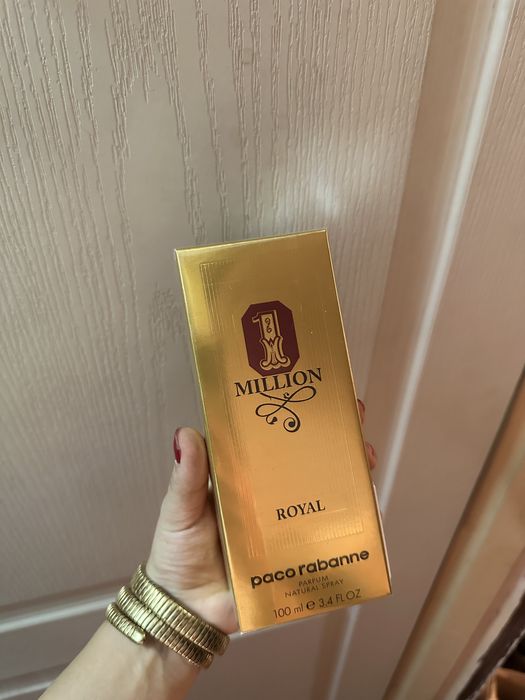 1
MILLION
ROYAL
paco rabanne
PARFUM
NATURAL SPRAY
100 ml e 3.4 FL OZ